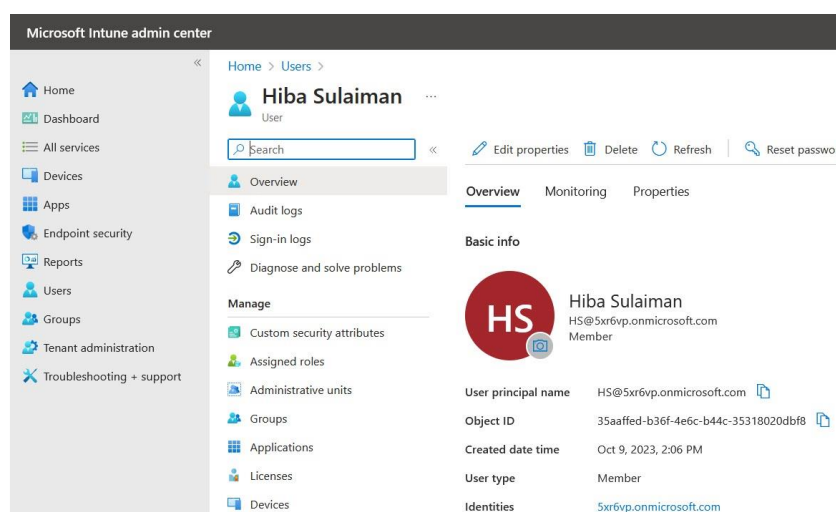 Microsoft Intune admin center
«
Home
Dashboard
All services
Devices
Apps
Endpoint security
Reports
Users
Groups
Tenant administration
Troubleshooting + support
Home > Users >
Hiba Sulaiman ...
User
Search
«
Overview
Audit logs
Sign-in logs
Diagnose and solve problems
Manage
Custom security attributes
Assigned roles
Administrative units
Groups
Applications
Licenses
Devices
Edit properties Delete Refresh Reset passwo
Overview Monitoring Properties
Basic info
HS
Hiba Sulaiman
HS@5xr6vp.onmicrosoft.com
Member
User principal name HS@5xr6vp.onmicrosoft.com
Object ID 35aaffed-b36f-4e6c-b44c-35318020dbf8
Created date time Oct 9, 2023, 2:06 PM
User type Member
Identities 5xr6vp.onmicrosoft.com